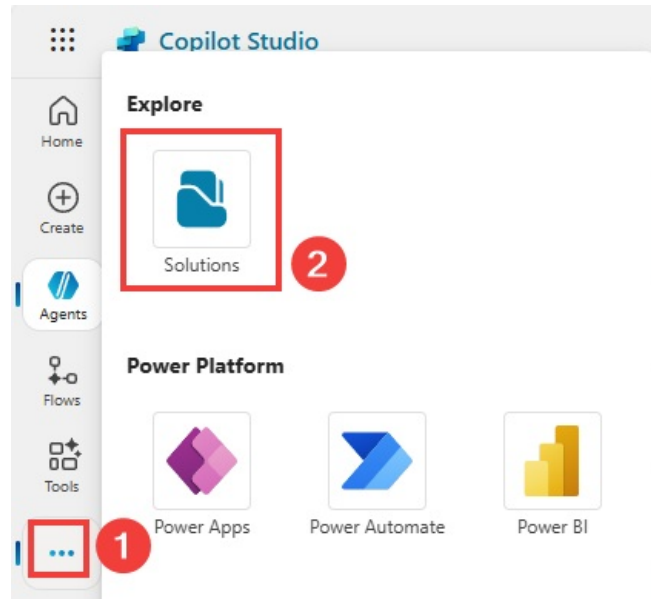 Copilot Studio
Home
Create
Agents
Flows
Tools
1
Explore
Solutions
2
Power Platform
Power Apps
Power Automate
Power BI